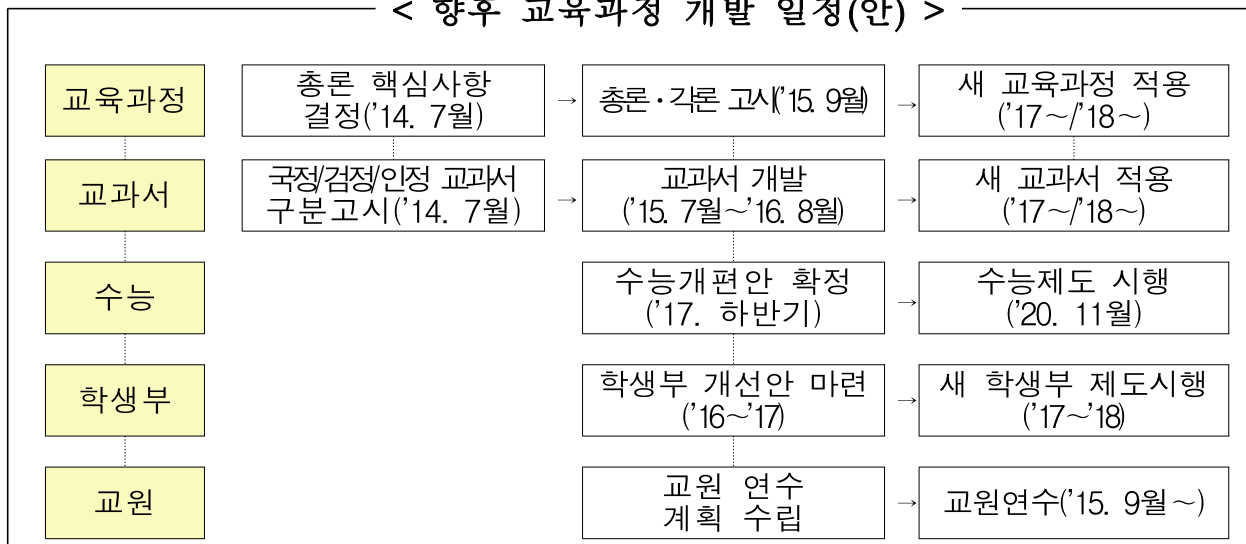 < 향후 교육과정 개발 일정(안) >
교육과정
총론 핵심사항
결정('14. 7월)
→
총론·각론 고시('15. 9월)
→
새 교육과정 적용
('17~/'18~)
교과서
국정/검정/인정 교과서
구분고시('14. 7월)
→
교과서 개발
('15. 7월~'16. 8월)
→
새 교과서 적용
('17~/'18~)
수능
수능개편안 확정
('17. 하반기)
→
수능제도 시행
('20. 11월)
학생부
학생부 개선안 마련
('16~'17)
→
새 학생부 제도시행
('17~'18)
교원
교원 연수
계획 수립
→
교원연수('15. 9월~)